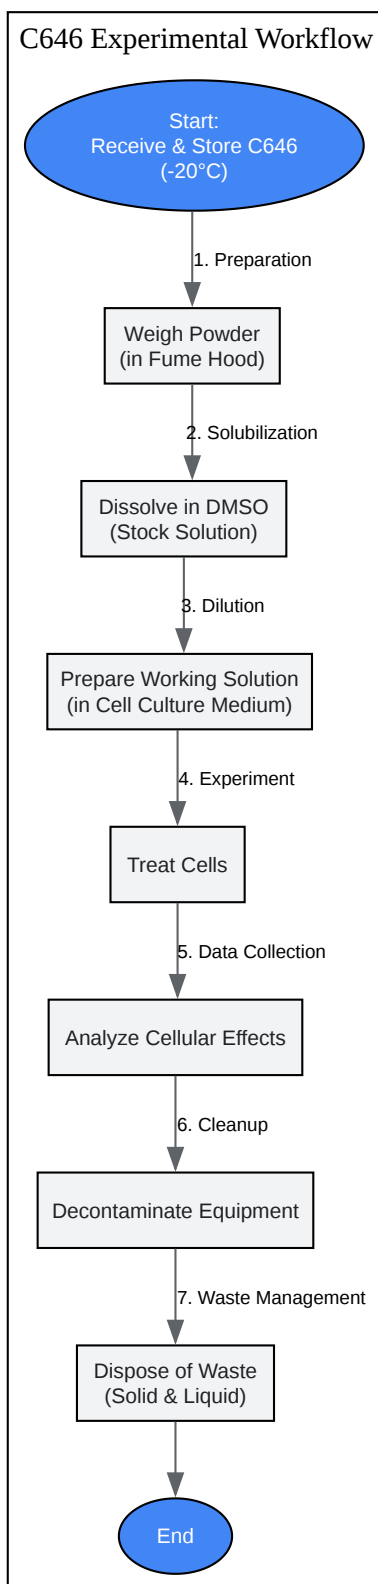 C646 Experimental Workflow
Start:
Receive & Store C646
(-20°C)
1. Preparation
Weigh Powder
(in Fume Hood)
2. Solubilization
Dissolve in DMSO
(Stock Solution)
3. Dilution
Prepare Working Solution
(in Cell Culture Medium)
4. Experiment
Treat Cells
5. Data Collection
Analyze Cellular Effects
6. Cleanup
Decontaminate Equipment
7. Waste Management
Dispose of Waste
(Solid & Liquid)
End